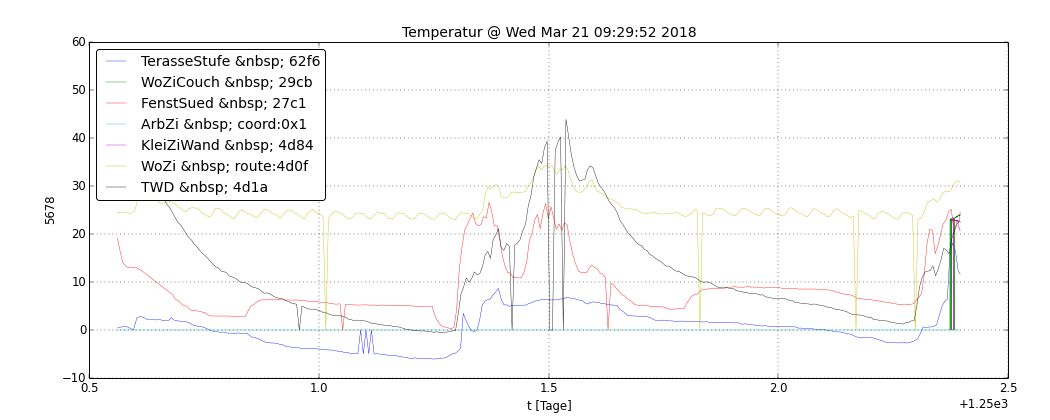 Temperatur @ Wed Mar 21 09:29:52 2018
60
50
40
30
20
10
0
−10
5678
TerasseStufe &nbsp; 62f6
WoZiCouch &nbsp; 29cb
FenstSued &nbsp; 27c1
ArbZi &nbsp; coord:0x1
KleiZiWand &nbsp; 4d84
WoZi &nbsp; route:4d0f
TWD &nbsp; 4d1a
0.5 1.0 1.5 2.0 2.5
t [Tage]
+1.25e3